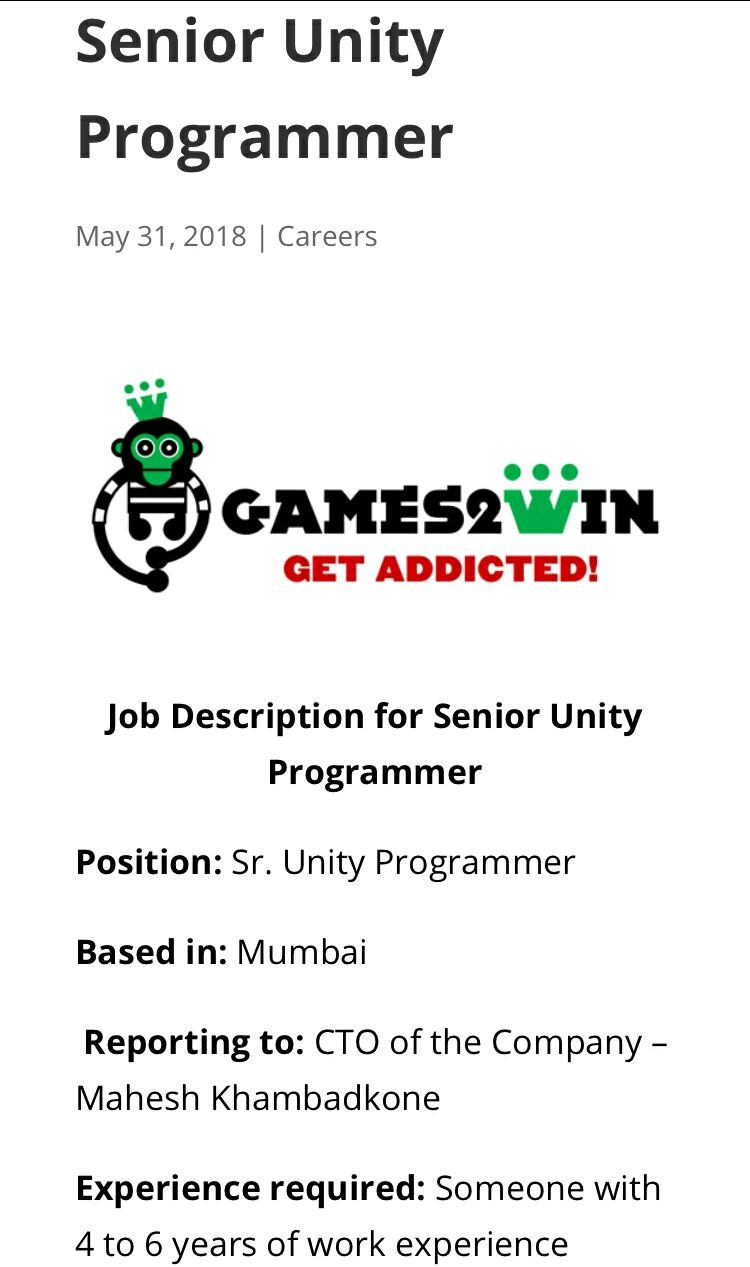 Senior Unity
Programmer
May 31, 2018 | Careers
GAMES2WIN
GET ADDICTED!
Job Description for Senior Unity
Programmer
Position: Sr. Unity Programmer
Based in: Mumbai
Reporting to: CTO of the Company –
Mahesh Khambadkone
Experience required: Someone with
4 to 6 years of work experience